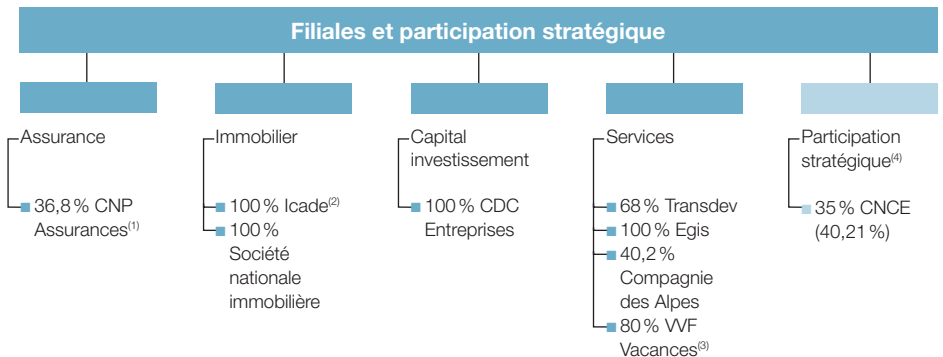 Filiales et participation stratégique
Assurance
36,8 % CNP
Assurances(1)
Immobilier
100 % Icade(2)
100 %
Société
nationale
immobilière
Capital
investissement
100 % CDC
Entreprises
Services
68 % Transdev
100 % Egis
40,2 %
Compagnie
des Alpes
80 % VVF
Vacances(3)
Participation
stratégique(4)
35 % CNCE
(40,21 %)